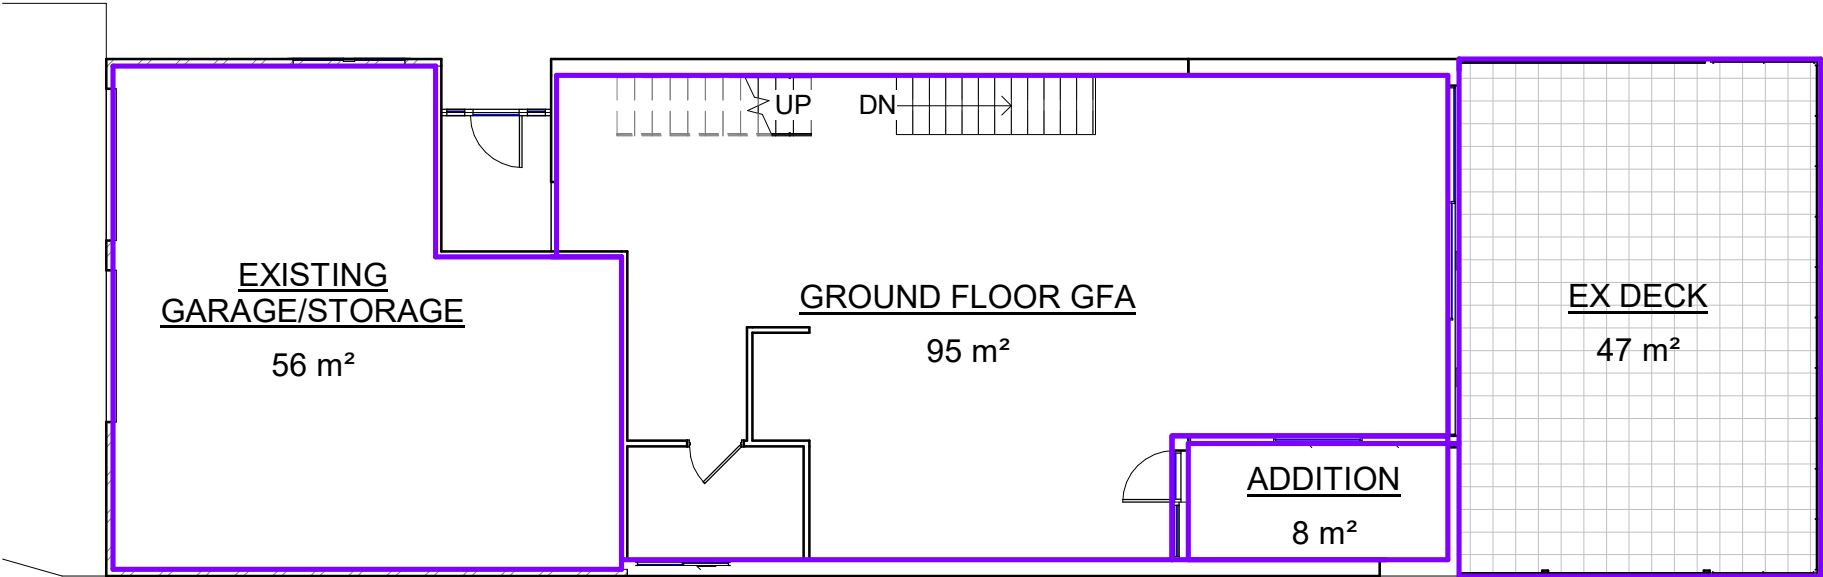 UP
DN
EXISTING
GARAGE/STORAGE
56 m²
GROUND FLOOR GFA
95 m²
EX DECK
47 m²
ADDITION
8 m²